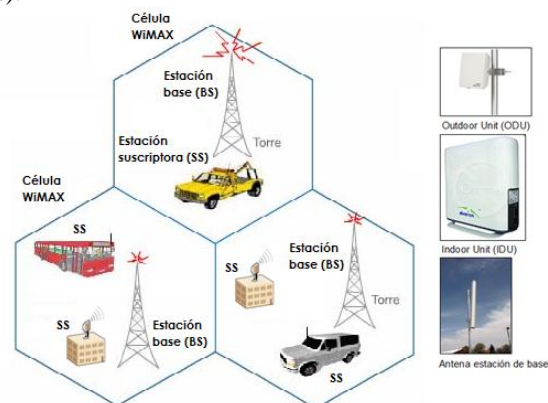 Célula
WiMAX
Estación
base (BS)
Torre
Estación
suscriptora (SS)
Célula
WiMAX
SS
SS
Estación
base (BS)
SS
Estación
base (BS)
Torre
SS
Outdoor Unit (ODU)
Indoor Unit (IDU)
Antena estación de base